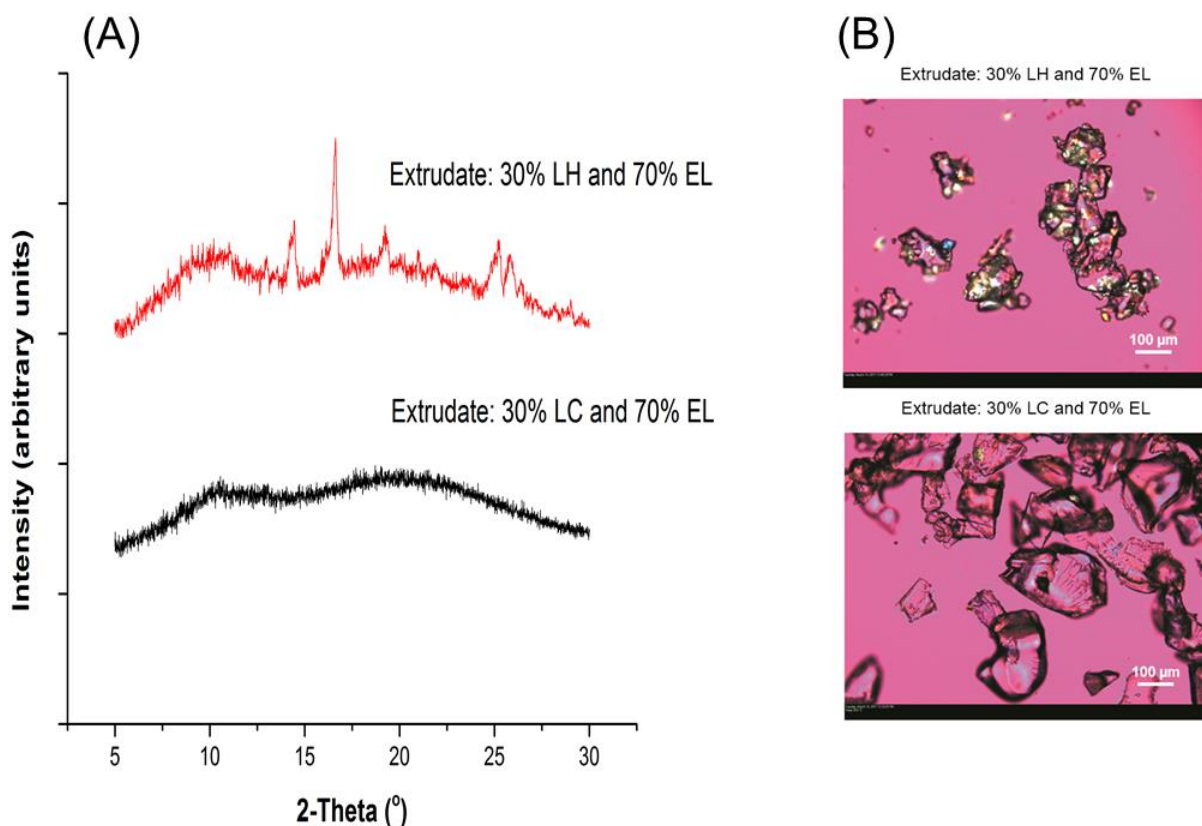 (A)
Extrudate: 30% LH and 70% EL
Extrudate: 30% LC and 70% EL
Intensity (arbitrary units)
5 10 15 20 25 30
2-Theta (°)
(B)
Extrudate: 30% LH and 70% EL
100 µm
Extrudate: 30% LC and 70% EL
100 µm